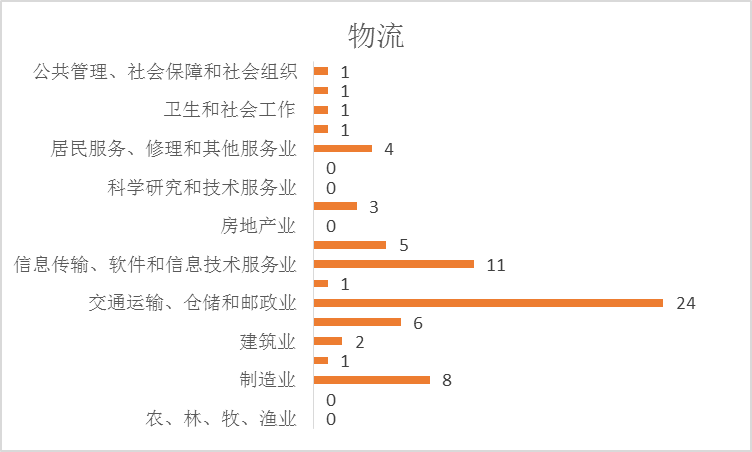 物流
公共管理、社会保障和社会组织 1
1
卫生和社会工作 1
1
居民服务、修理和其他服务业 4
0
科学研究和技术服务业 0
3
房地产业 0
5
信息传输、软件和信息技术服务业 11
1
交通运输、仓储和邮政业 24
6
建筑业 2
1
制造业 8
0
农、林、牧、渔业 0